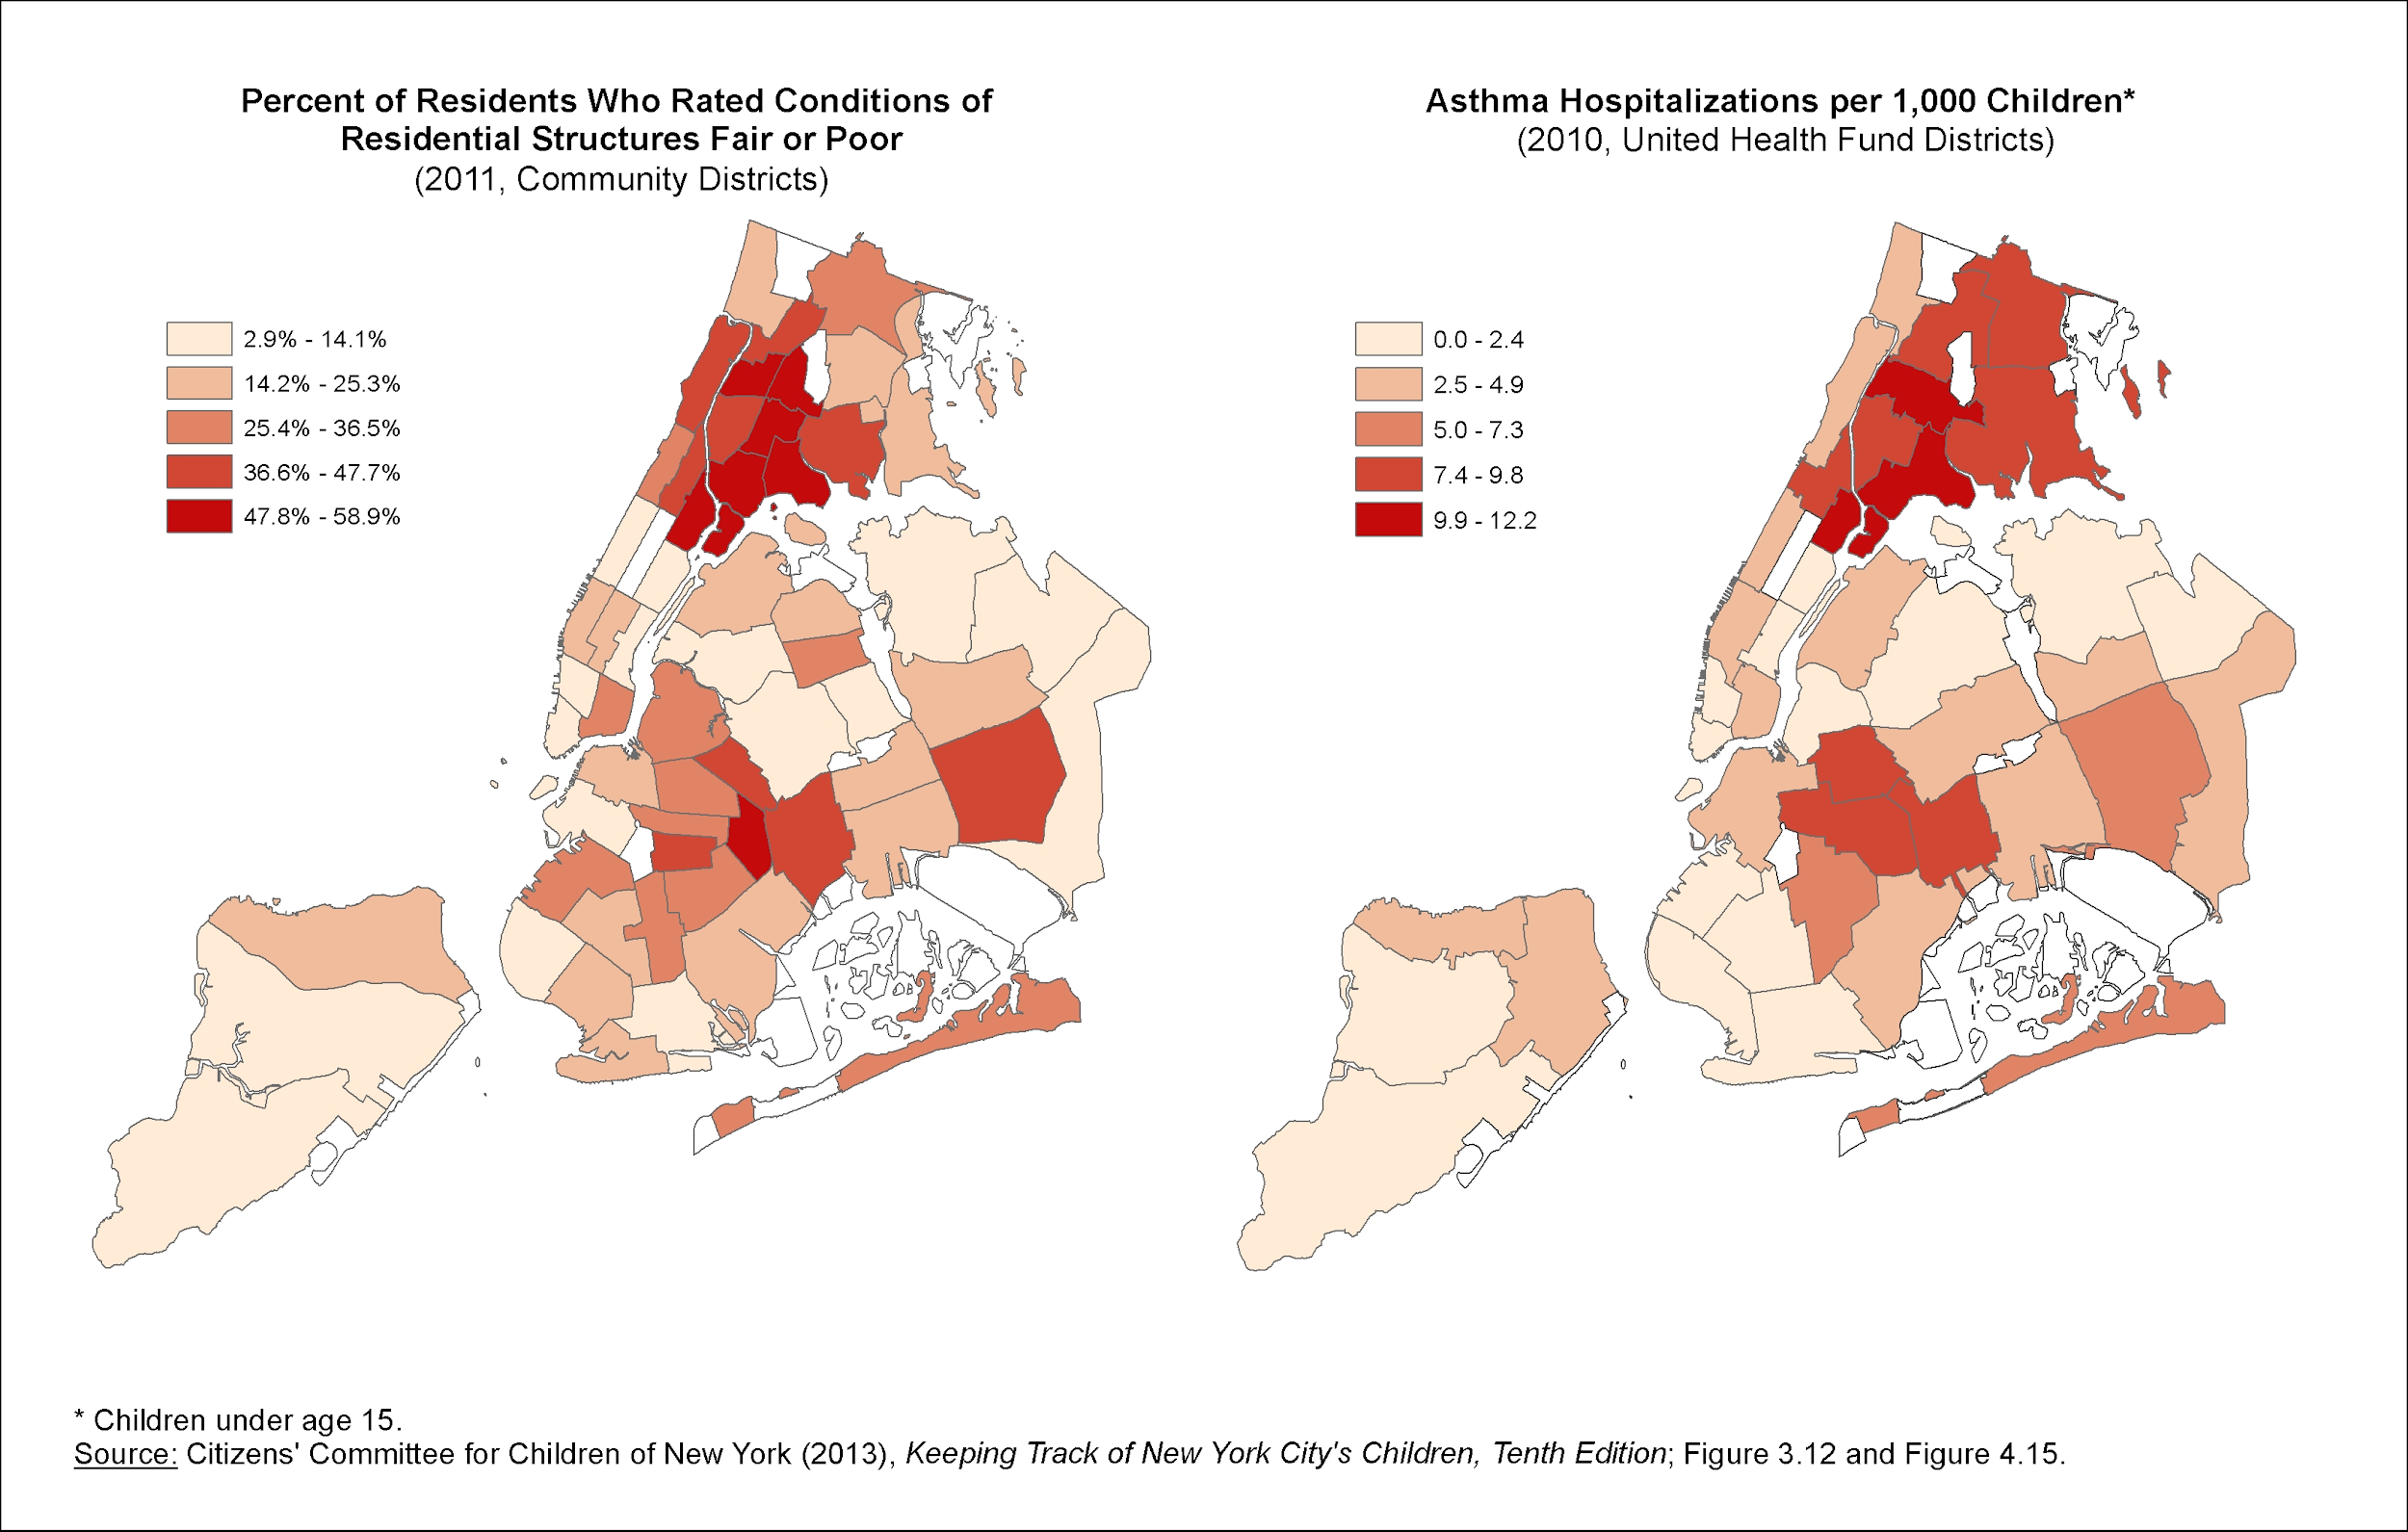 Percent of Residents Who Rated Conditions of
Residential Structures Fair or Poor
(2011, Community Districts)
2.9% - 14.1%
14.2% - 25.3%
25.4% - 36.5%
36.6% - 47.7%
47.8% - 58.9%
Asthma Hospitalizations per 1,000 Children*
(2010, United Health Fund Districts)
0.0 - 2.4
2.5 - 4.9
5.0 - 7.3
7.4 - 9.8
9.9 - 12.2
* Children under age 15.
Source: Citizens' Committee for Children of New York (2013), Keeping Track of New York City's Children, Tenth Edition; Figure 3.12 and Figure 4.15.